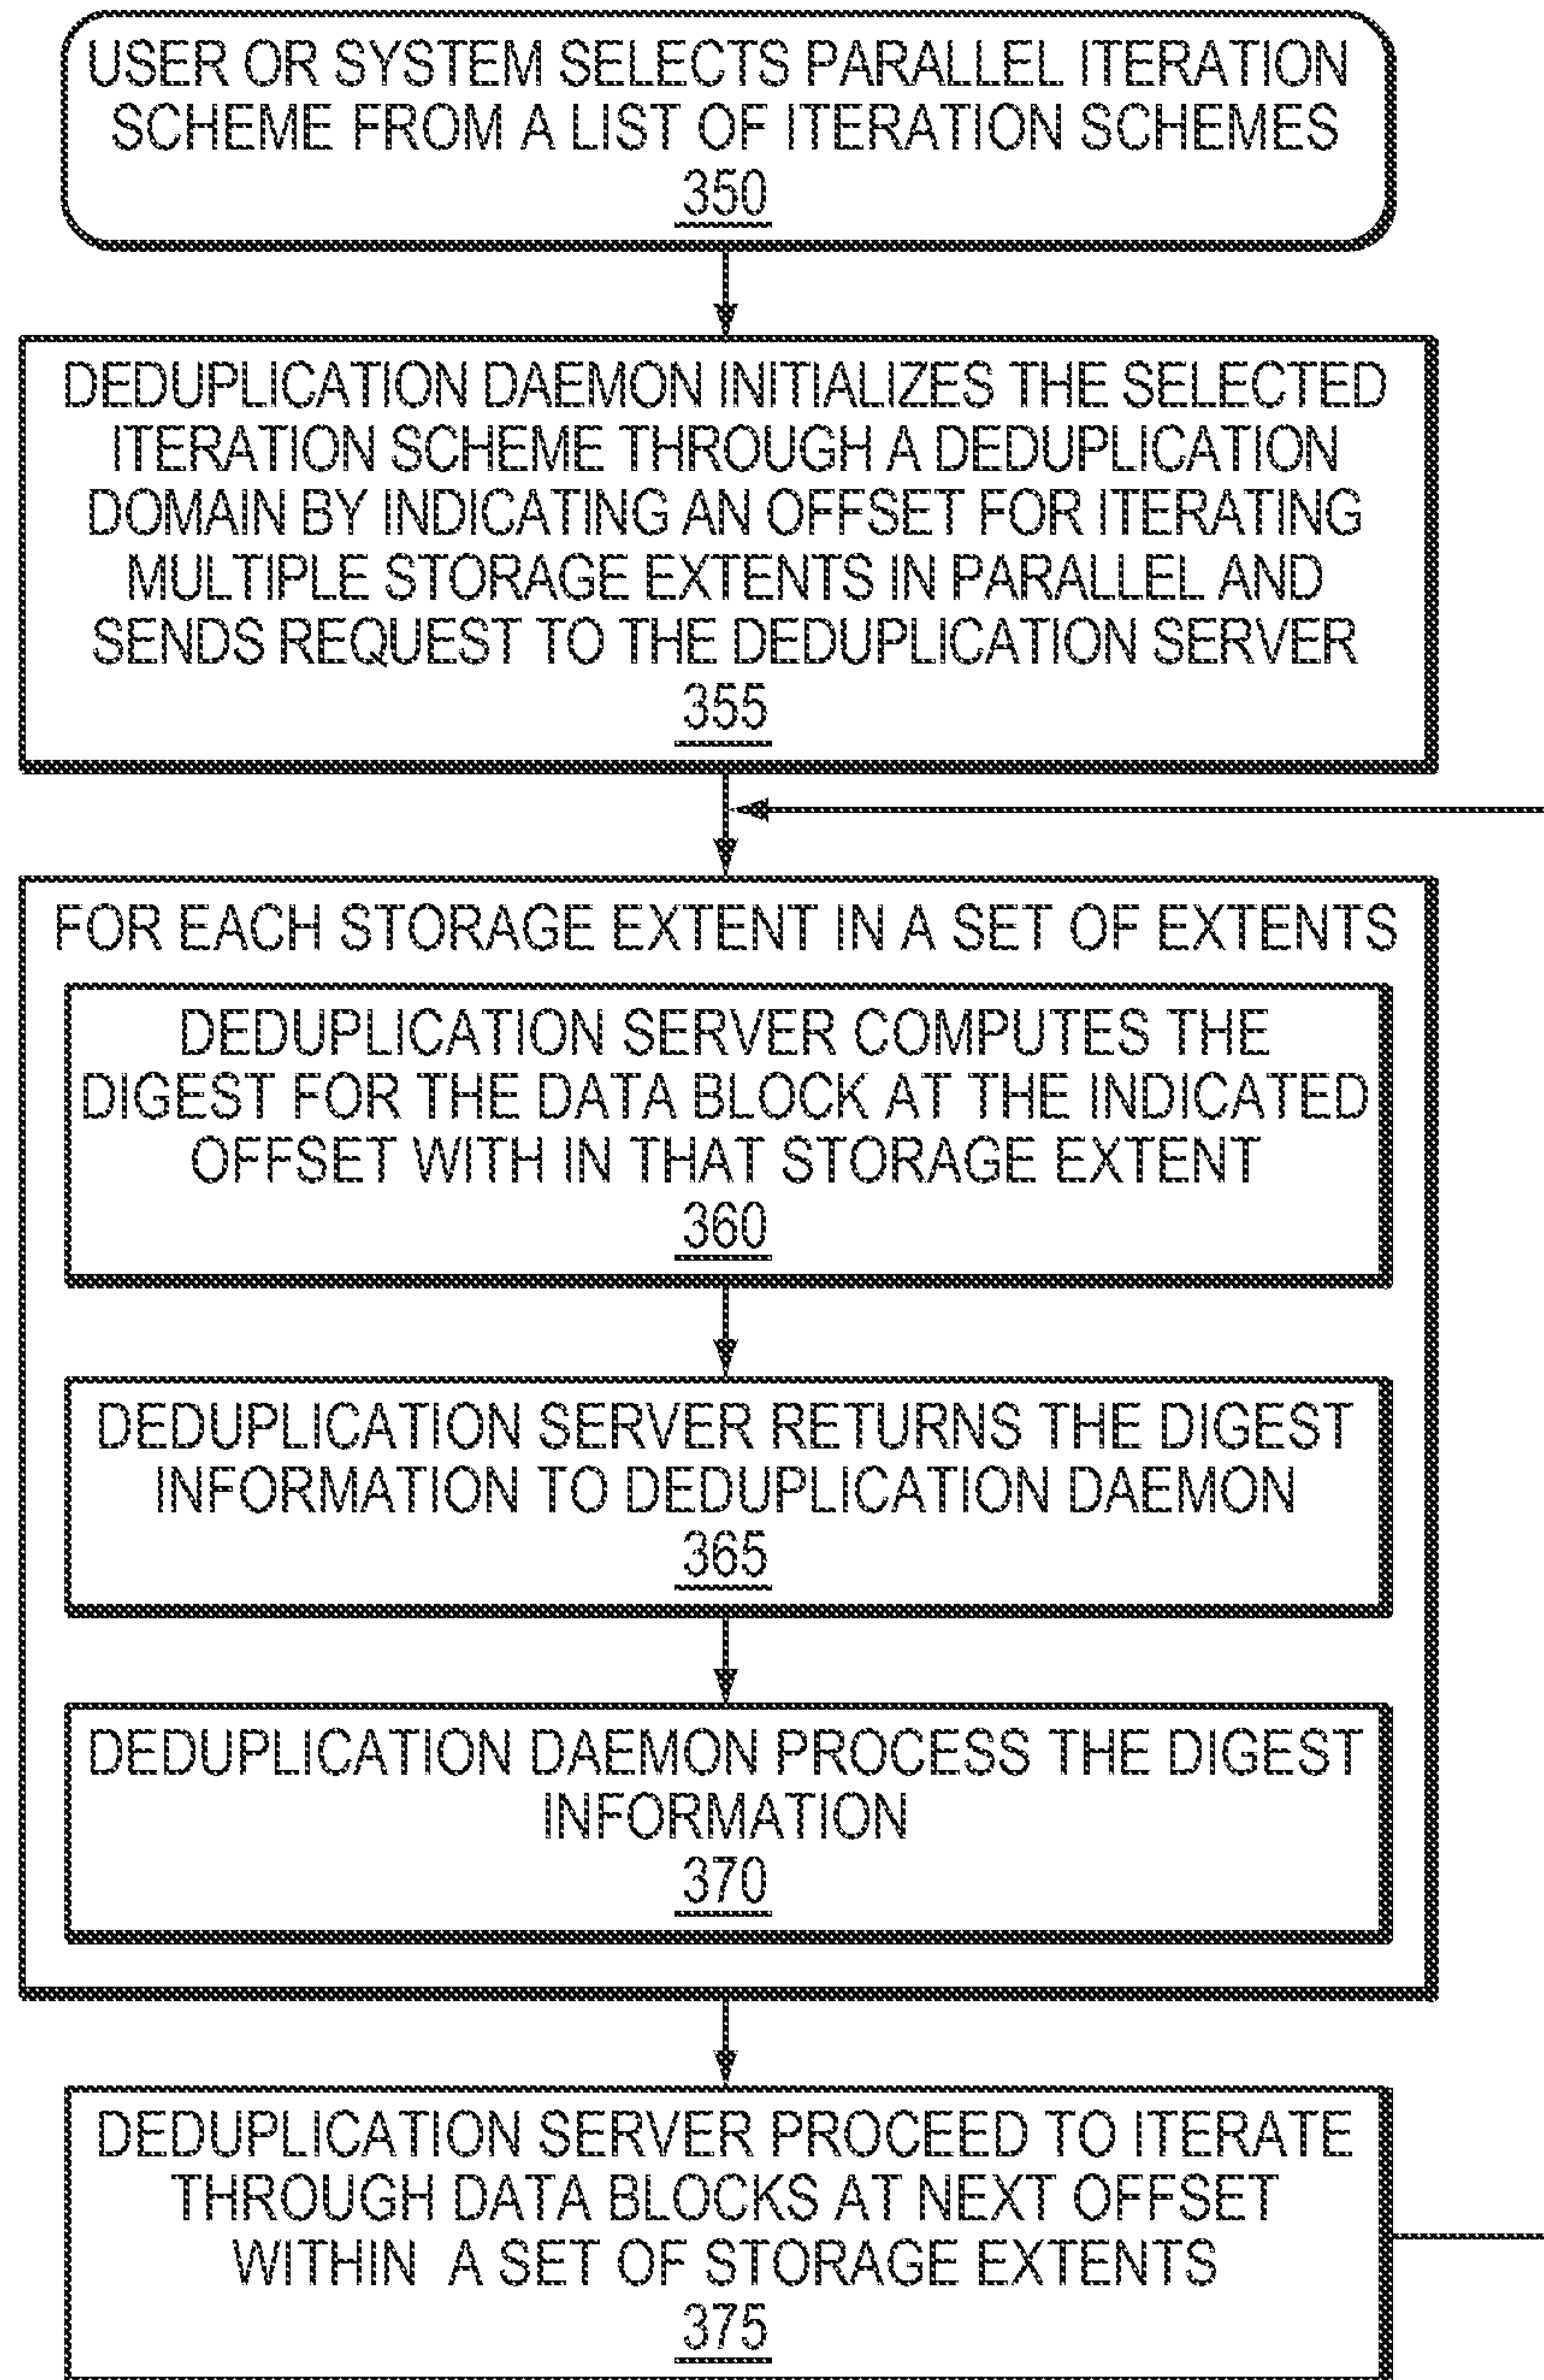 USER OR SYSTEM SELECTS PARALLEL ITERATION
SCHEME FROM A LIST OF ITERATION SCHEMES
350
DEDUPLICATION DAEMON INITIALIZES THE SELECTED
ITERATION SCHEME THROUGH A DEDUPLICATION
DOMAIN BY INDICATING AN OFFSET FOR ITERATING
MULTIPLE STORAGE EXTENTS IN PARALLEL AND
SENDS REQUEST TO THE DEDUPLICATION SERVER
355
FOR EACH STORAGE EXTENT IN A SET OF EXTENTS
DEDUPLICATION SERVER COMPUTES THE
DIGEST FOR THE DATA BLOCK AT THE INDICATED
OFFSET WITH IN THAT STORAGE EXTENT
360
DEDUPLICATION SERVER RETURNS THE DIGEST
INFORMATION TO DEDUPLICATION DAEMON
365
DEDUPLICATION DAEMON PROCESS THE DIGEST
INFORMATION
370
DEDUPLICATION SERVER PROCEED TO ITERATE
THROUGH DATA BLOCKS AT NEXT OFFSET
WITHIN A SET OF STORAGE EXTENTS
375